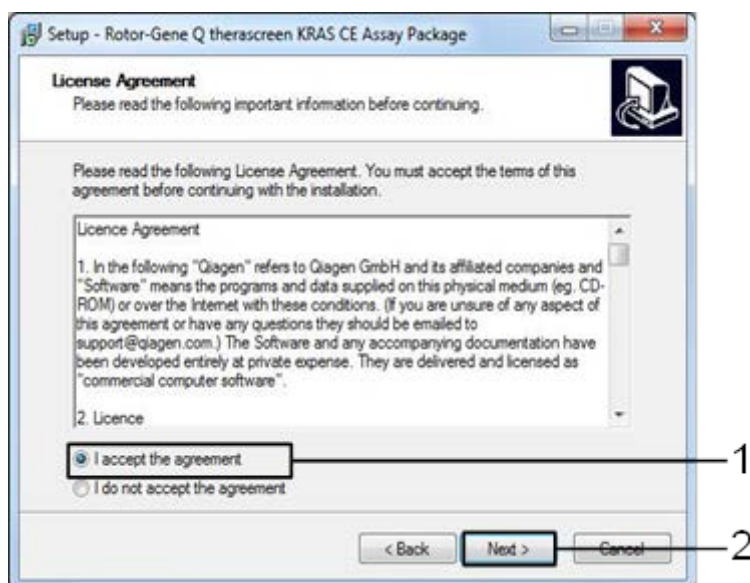 Setup - Rotor-Gene Q therascreen KRAS CE Assay Package
License Agreement
Please read the following important information before continuing.
Please read the following License Agreement. You must accept the terms of this
agreement before continuing with the installation.
Licence Agreement
1. In the following "Qiagen" refers to Qiagen GmbH and its affiliated companies and
"Software" means the programs and data supplied on this physical medium (eg. CD-
ROM) or over the Internet with these conditions. (If you are unsure of any aspect of
this agreement or have any questions they should be emailed to
support@qiagen.com.) The Software and any accompanying documentation have
been developed entirely at private expense. They are delivered and licensed as
"commercial computer software".
2. Licence
I accept the agreement
1
I do not accept the agreement
< Back
Next >
Cancel
2